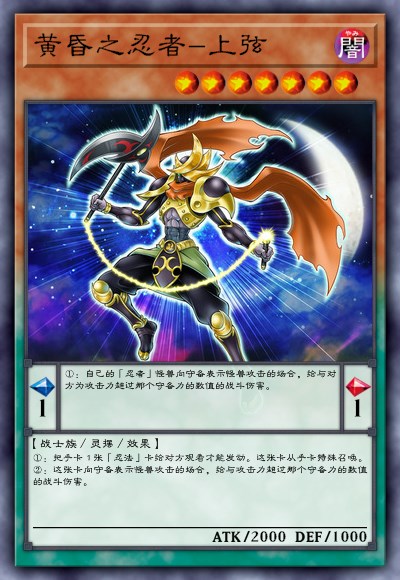 黄昏之忍者-上弦
やみ
闇
①：自己的「忍者」怪兽向守备表示怪兽攻击的场合，给与对
方为攻击力超过那个守备力的数值的战斗伤害。
1
1
【战士族／灵摆／效果】
①：把手卡1张「忍法」卡给对方观看才能发动。这张卡从手卡特殊召唤。
②：这张卡向守备表示怪兽攻击的场合，给与攻击力超过那个守备力的数值
的战斗伤害。
ATK/2000 DEF/1000